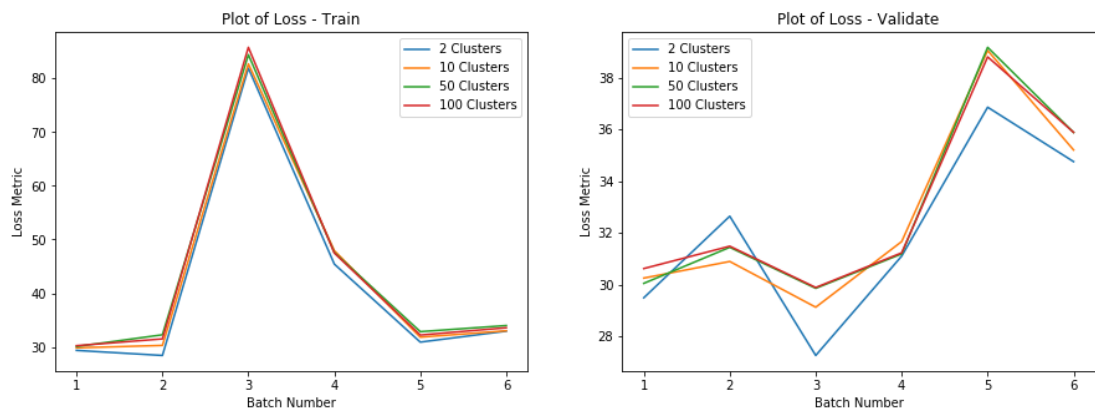 Plot of Loss - Train
Loss Metric
80
70
60
50
40
30
1 2 3 4 5 6
Batch Number
2 Clusters
10 Clusters
50 Clusters
100 Clusters
Plot of Loss - Validate
Loss Metric
38
36
34
32
30
28
1 2 3 4 5 6
Batch Number
2 Clusters
10 Clusters
50 Clusters
100 Clusters